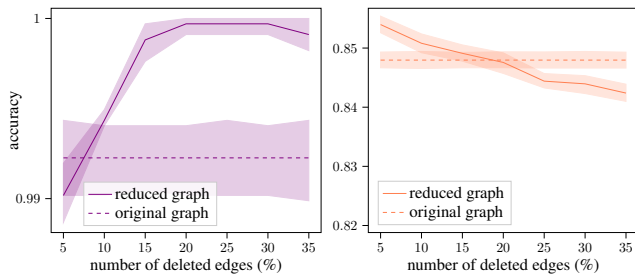 1
0.99
accuracy
reduced graph
original graph
5 10 15 20 25 30 35
number of deleted edges (%)
0.85
0.84
0.83
0.82
reduced graph
original graph
5 10 15 20 25 30 35
number of deleted edges (%)